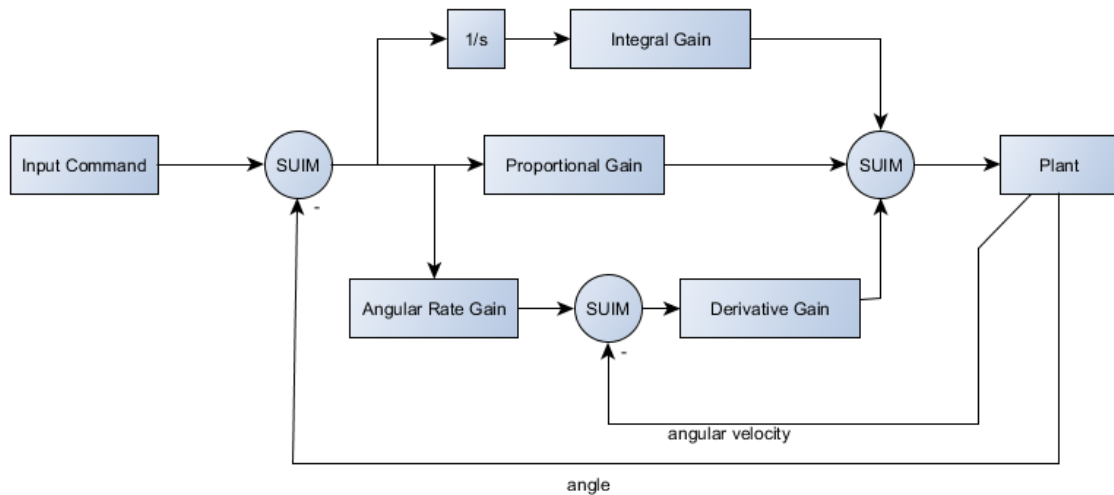 1/s
Integral Gain
Input Command
SUIM
Proportional Gain
SUIM
Plant
-
Angular Rate Gain
SUIM
Derivative Gain
-
angular velocity
angle